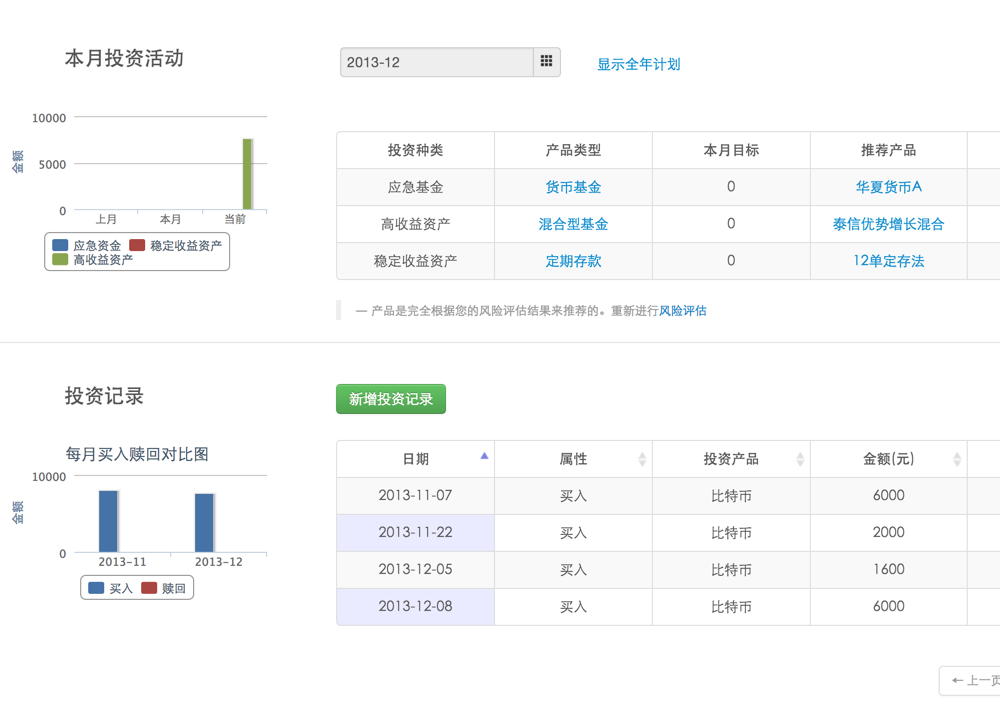 本月投资活动
2013-12
显示全年计划
10000
5000
0
金额
上月 本月 当前
应急资金 稳定收益资产
高收益资产
投资种类 产品类型 本月目标 推荐产品
应急基金 货币基金 0 华夏货币A
高收益资产 混合型基金 0 泰信优势增长混合
稳定收益资产 定期存款 0 12单定存法
— 产品是完全根据您的风险评估结果来推荐的。重新进行风险评估
投资记录
新增投资记录
每月买入赎回对比图
10000
0
金额
2013-11 2013-12
买入 赎回
日期 属性 投资产品 金额(元)
2013-11-07 买入 比特币 6000
2013-11-22 买入 比特币 2000
2013-12-05 买入 比特币 1600
2013-12-08 买入 比特币 6000
←上一页